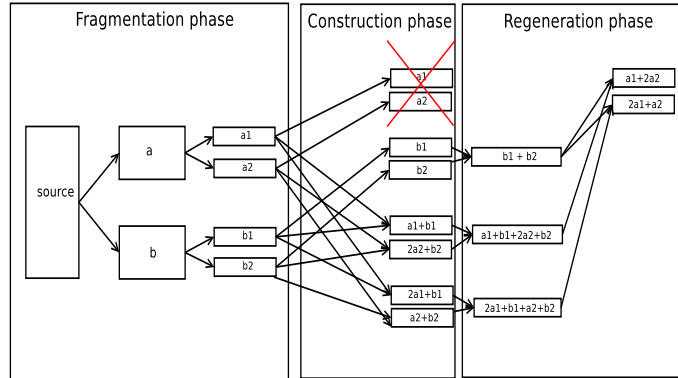 Fragmentation phase
Construction phase
Regeneration phase
source
a
b
a1
a2
b1
b2
a1
a2
b1
b2
a1+b1
2a2+b2
2a1+b1
a2+b2
b1 + b2
a1+b1+2a2+b2
2a1+b1+a2+b2
a1+2a2
2a1+a2